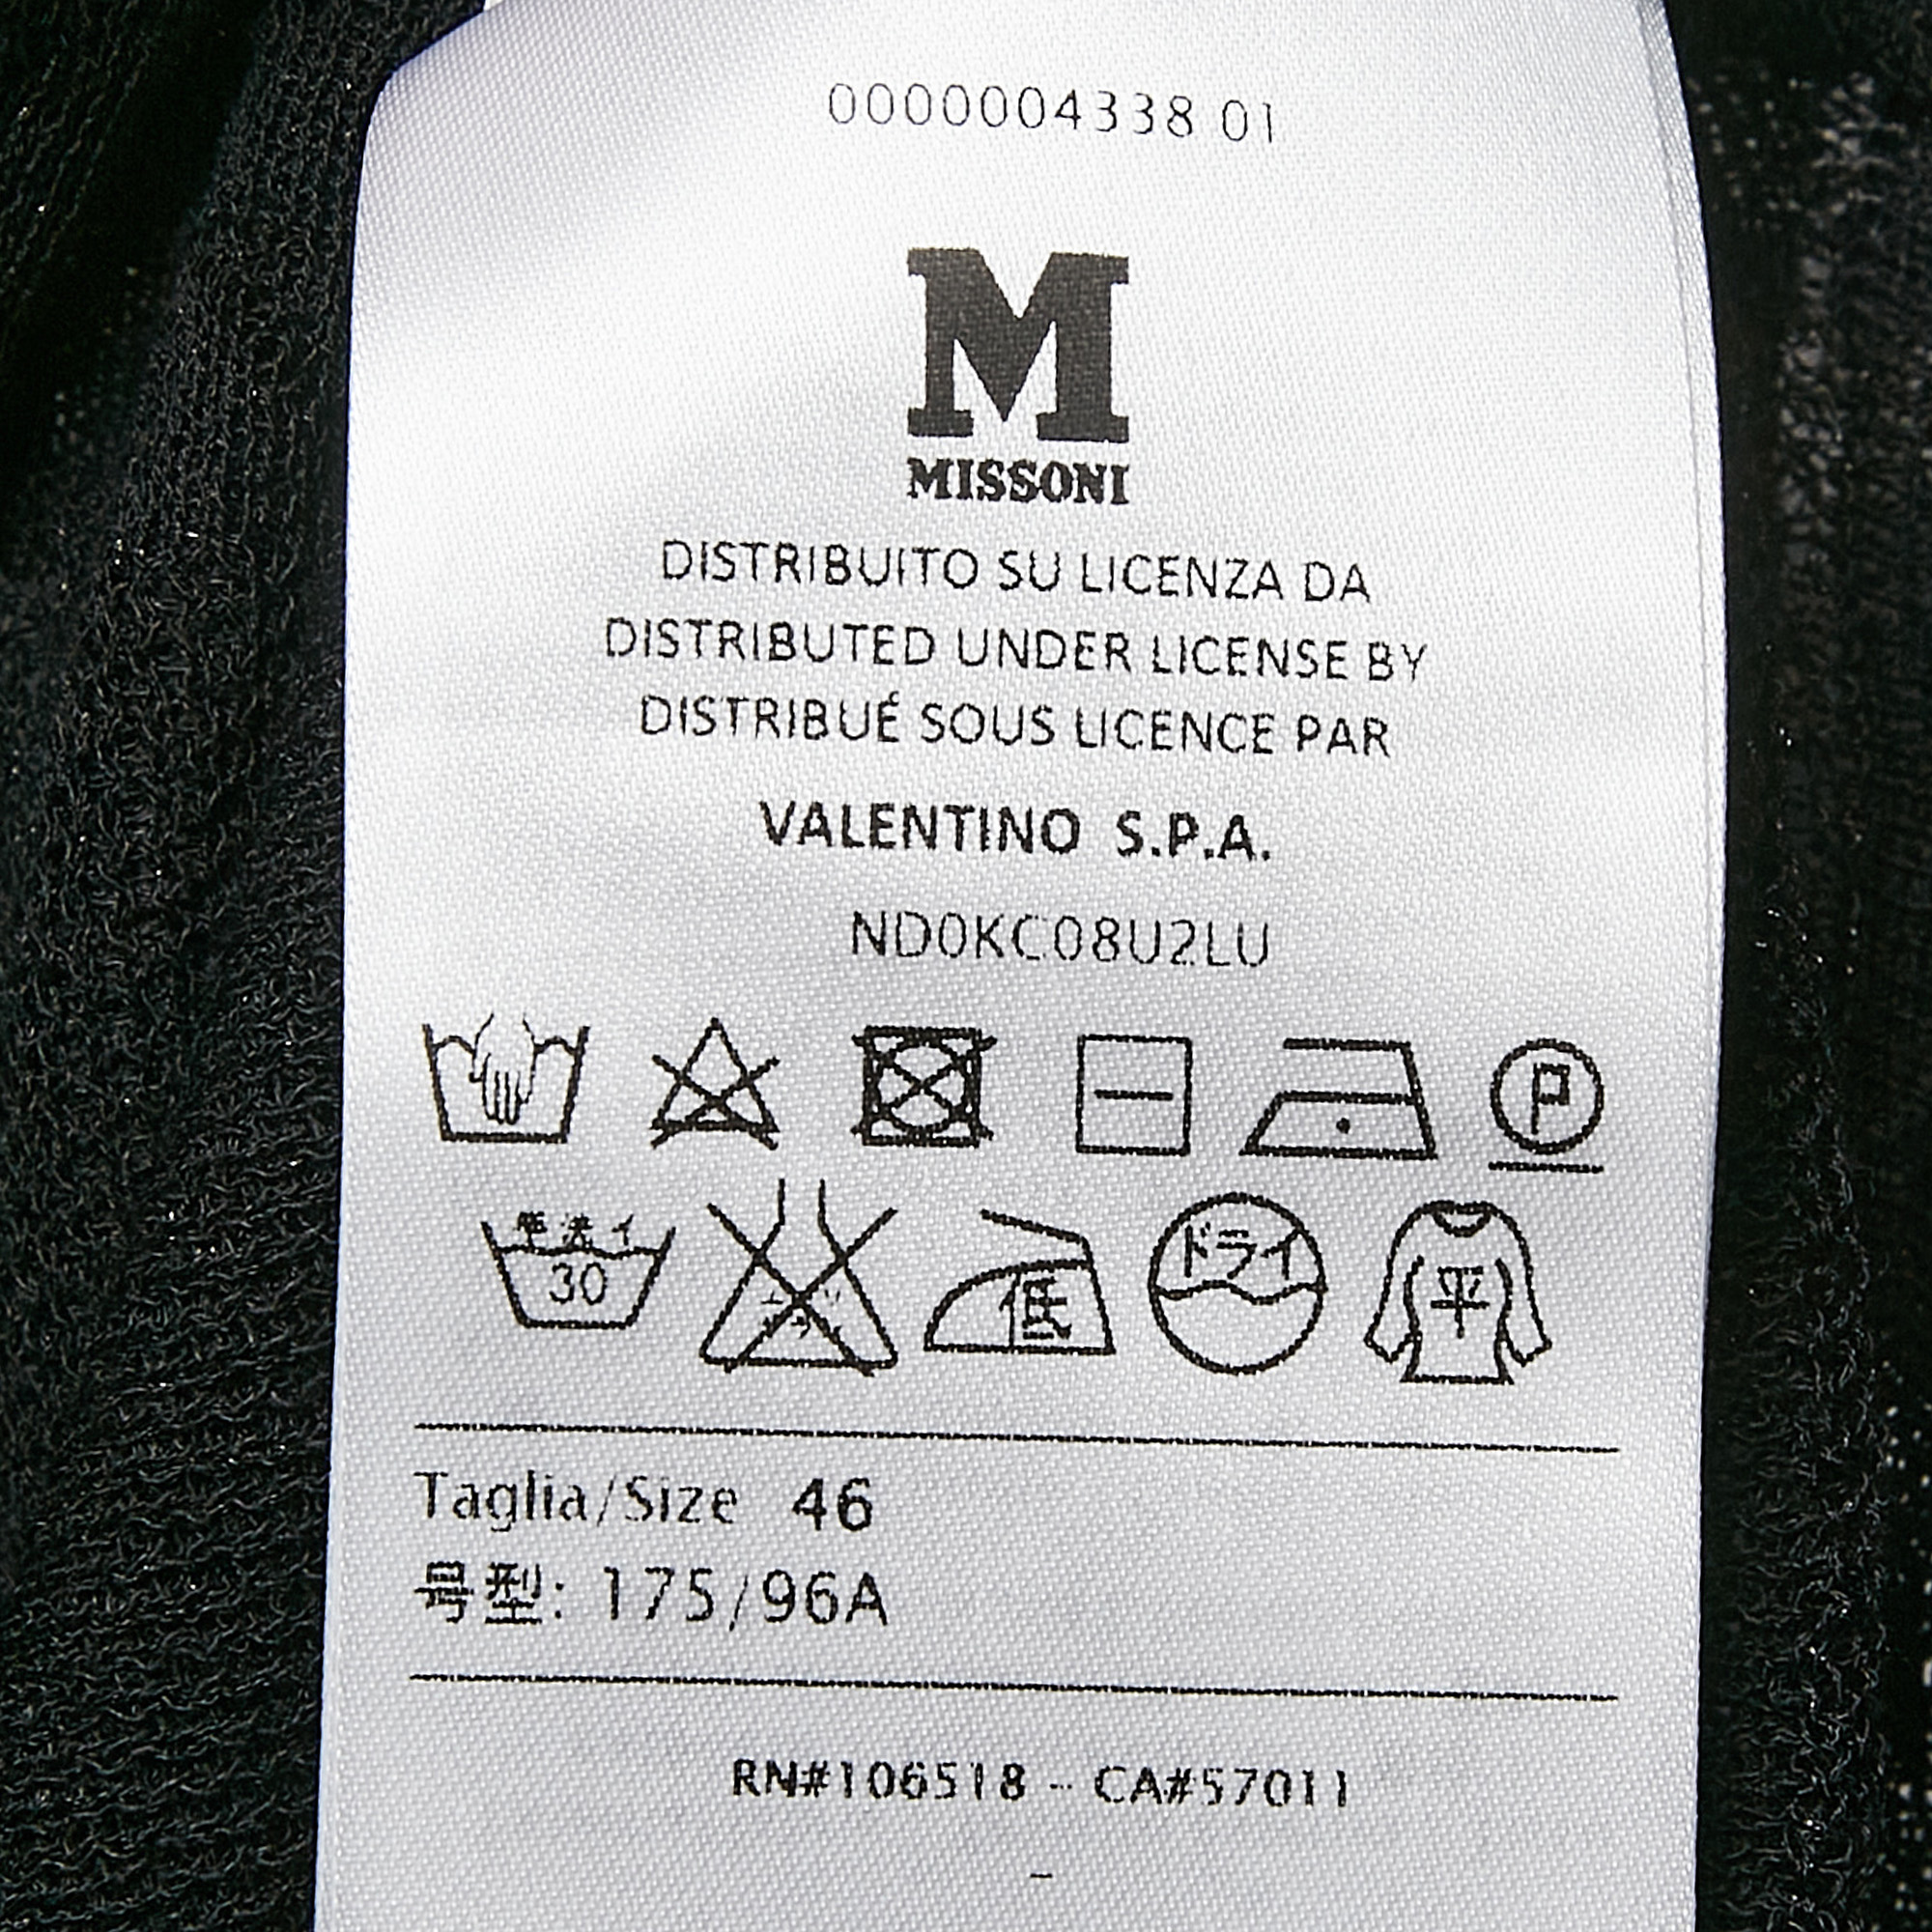 0000004338 01
M
MISSONI
DISTRIBUITO SU LICENZA DA
DISTRIBUTED UNDER LICENSE BY
DISTRIBUÉ SOUS LICENCE PAR
VALENTINO S.P.A.
ND0KC08U2LU
P
手洗イ
30
低
ドライ
平
Taglia/Size 46
号型: 175/96A
RN#106518 - CA#57011
-